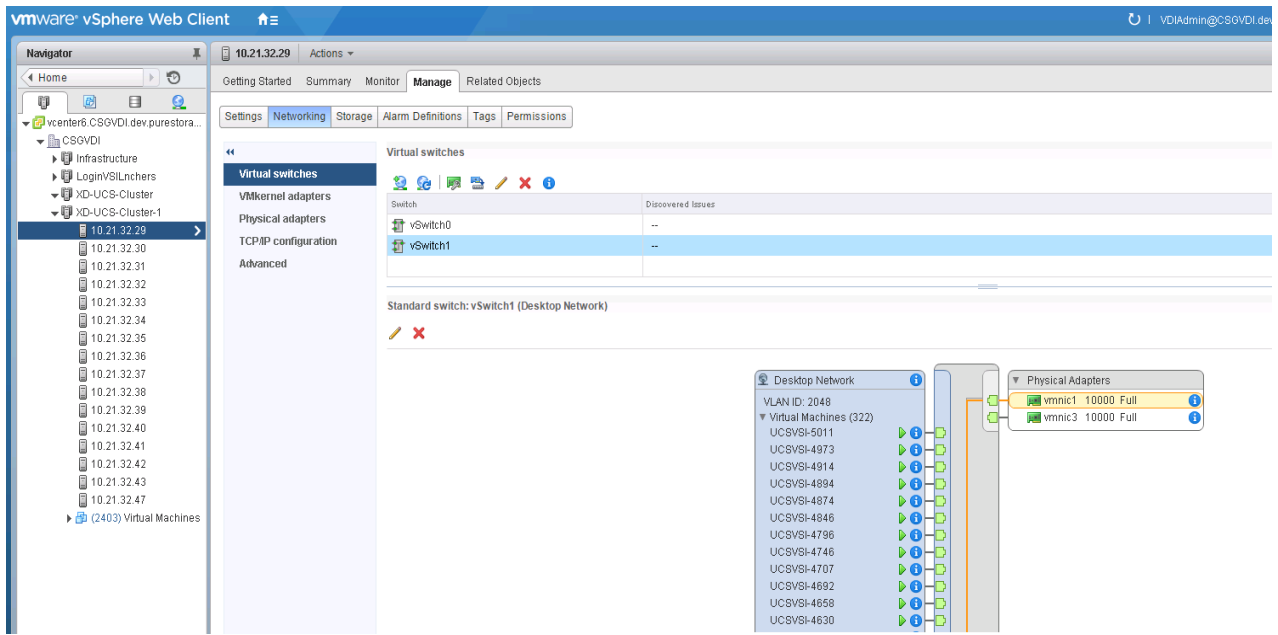 vmware® vSphere Web Client
VDIAdmin@CSGVDI.dev
Navigator
Home
vcenter6.CSGVDI.dev.purestora...
CSGVDI
Infrastructure
LoginVSILnchers
XD-UCS-Cluster
XD-UCS-Cluster-1
10.21.32.29
10.21.32.30
10.21.32.31
10.21.32.32
10.21.32.33
10.21.32.34
10.21.32.35
10.21.32.36
10.21.32.37
10.21.32.38
10.21.32.39
10.21.32.40
10.21.32.41
10.21.32.42
10.21.32.43
10.21.32.47
(2403) Virtual Machines
10.21.32.29 Actions
Getting Started Summary Monitor Manage Related Objects
Settings Networking Storage Alarm Definitions Tags Permissions
Virtual switches
VMkernel adapters
Physical adapters
TCP/IP configuration
Advanced
Virtual switches
Switch Discovered Issues
vSwitch0 --
vSwitch1 --
Standard switch: vSwitch1 (Desktop Network)
Desktop Network
VLAN ID: 2048
Virtual Machines (322)
UCSVSI-5011
UCSVSI-4973
UCSVSI-4914
UCSVSI-4894
UCSVSI-4874
UCSVSI-4846
UCSVSI-4796
UCSVSI-4746
UCSVSI-4707
UCSVSI-4692
UCSVSI-4658
UCSVSI-4630
Physical Adapters
vmnic1 10000 Full
vmnic3 10000 Full